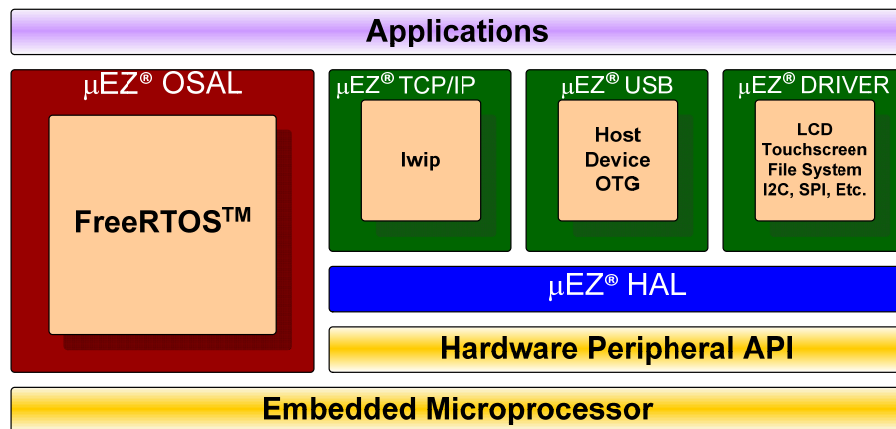 Applications
μEZ® OSAL
FreeRTOS™
μEZ® TCP/IP
lwip
μEZ® USB
Host
Device
OTG
μEZ® DRIVER
LCD
Touchscreen
File System
I2C, SPI, Etc.
μEZ® HAL
Hardware Peripheral API
Embedded Microprocessor